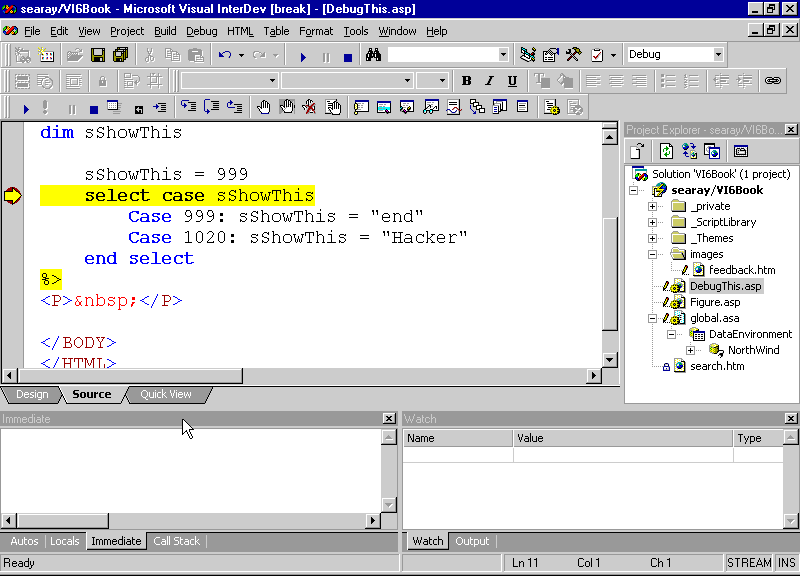 searay/VI6Book - Microsoft Visual InterDev [break] - [DebugThis.asp]
File Edit View Project Build Debug HTML Table Format Tools Window Help
Debug
B I U
dim sShowThis
sShowThis = 999
select case sShowThis
Case 999: sShowThis = "end"
Case 1020: sShowThis = "Hacker"
end select
%>
<P>&nbsp;</P>
</BODY>
</HTML>
Design Source Quick View
Project Explorer - searay/VI6Bo...
Solution 'VI6Book' (1 project)
searay/VI6Book
_private
_ScriptLibrary
_Themes
images
feedback.htm
DebugThis.asp
Figure.asp
global.asa
DataEnvironment
NorthWind
search.htm
Immediate
Autos Locals Immediate Call Stack
Watch
Name Value Type
Watch Output
Ready Ln 11 Col 1 Ch 1 STREAM INS